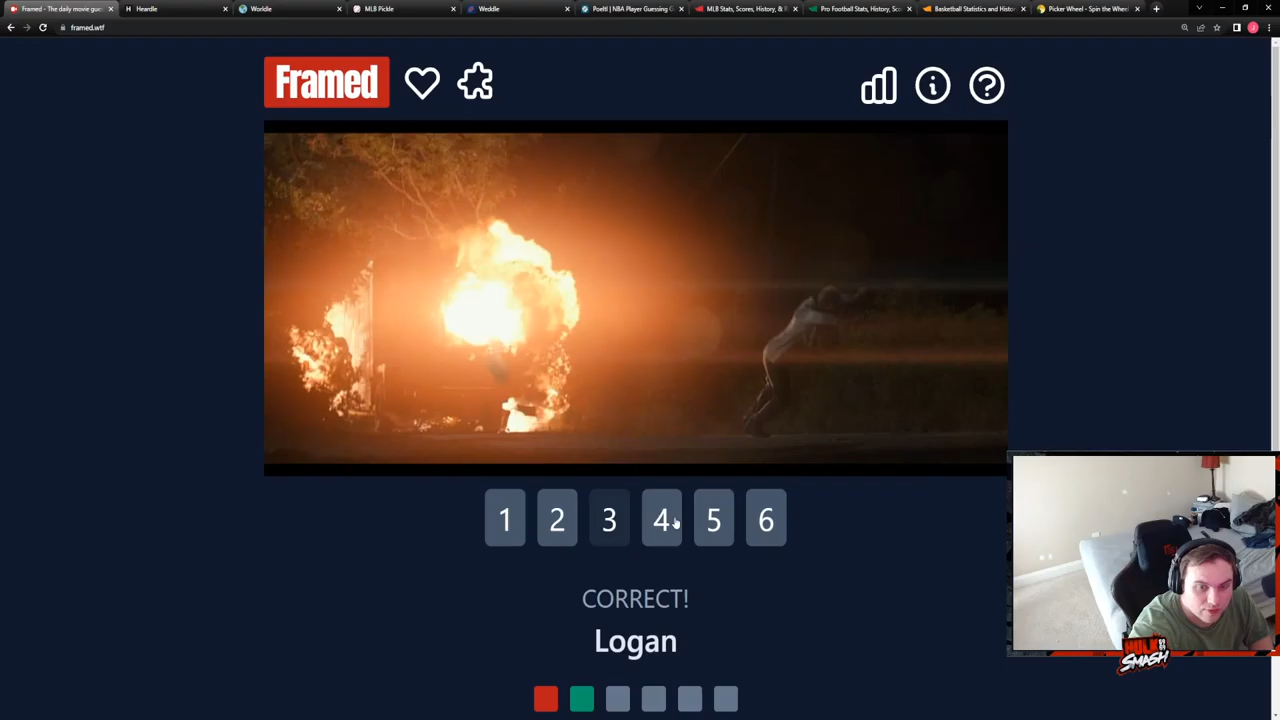 Framed - The daily movie gues
Heardle
Worldle
MLB Pickle
Weddle
Poeltl | NBA Player Guessing G
MLB Stats, Scores, History, & R
Pro Football Stats, History, Sco
Basketball Statistics and Histo
Picker Wheel - Spin the Whee
framed.wtf
Framed
1 2 3 4 5 6
CORRECT!
Logan
HULK
SMASH